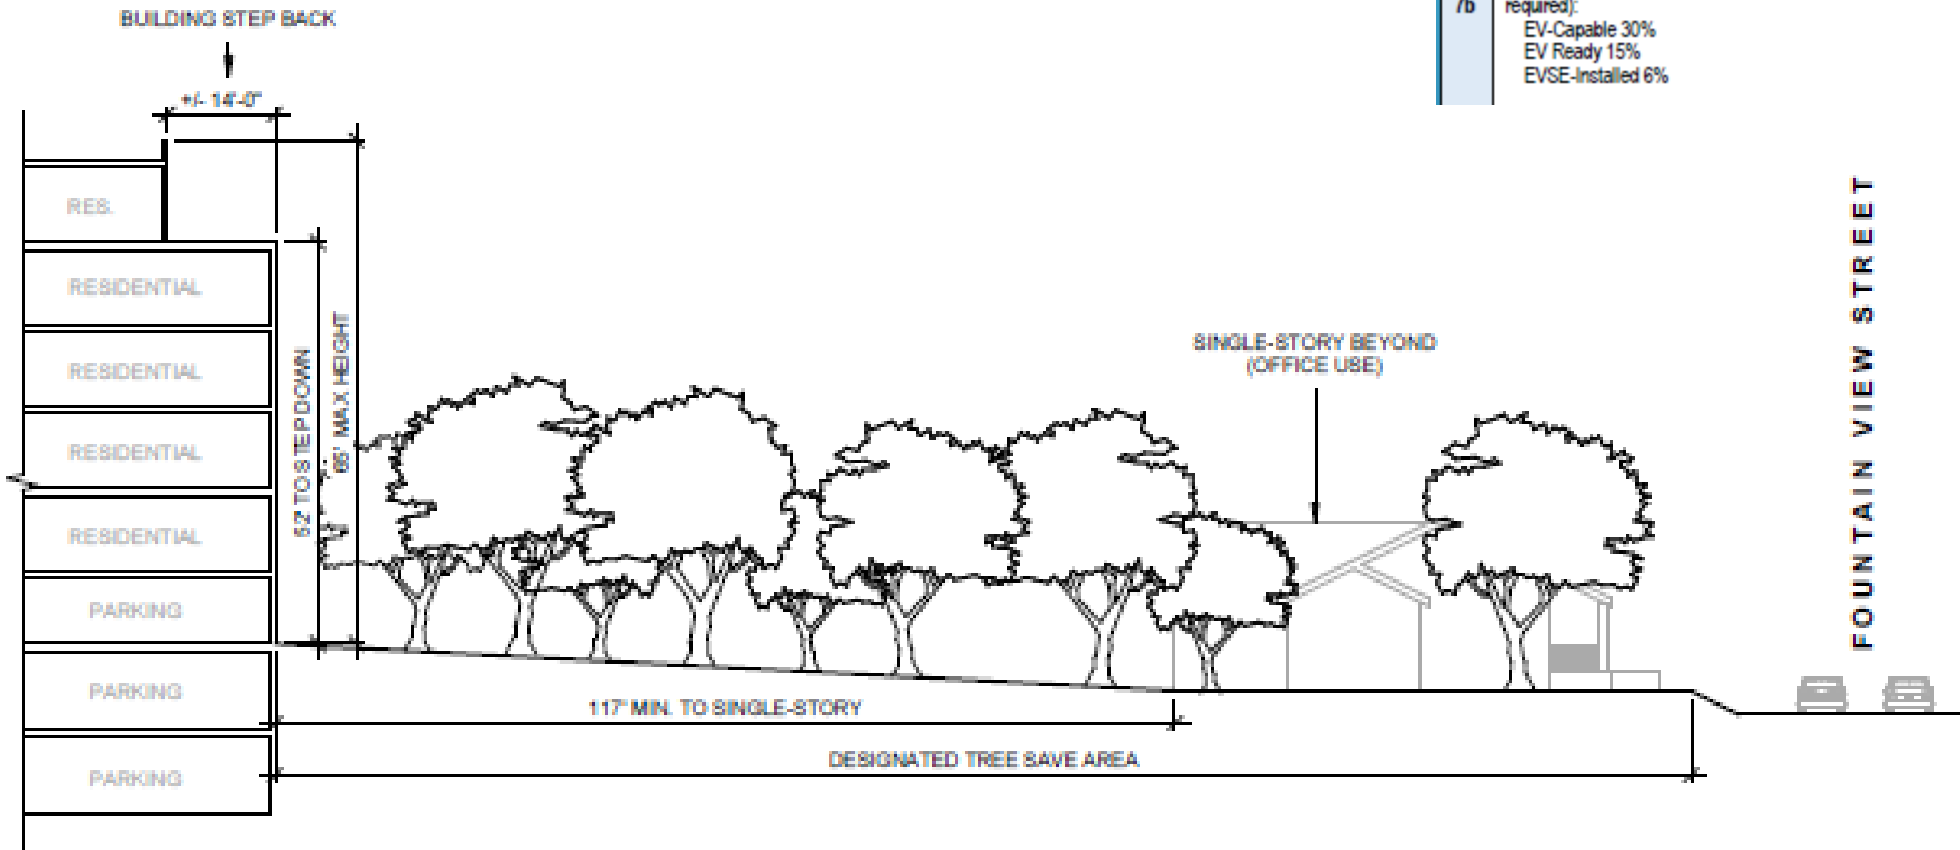 BUILDING STEP BACK
+/- 14'-0"
7b
required):
EV-Capable 30%
EV Ready 15%
EVSE-Installed 6%
RES.
RESIDENTIAL
RESIDENTIAL
RESIDENTIAL
RESIDENTIAL
PARKING
PARKING
PARKING
52' TO STEPDOWN
65' MAX HEIGHT
SINGLE-STORY BEYOND
(OFFICE USE)
117' MIN. TO SINGLE-STORY
DESIGNATED TREE SAVE AREA
FOUNTAIN VIEW STREET